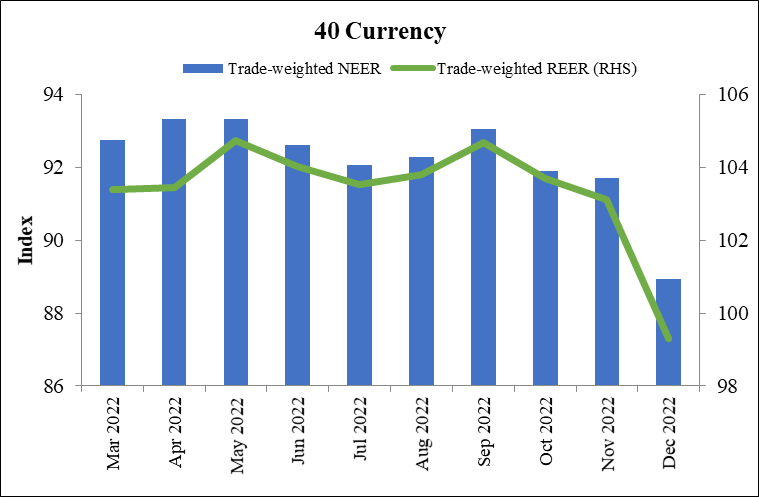 40 Currency
Trade-weighted NEER
Trade-weighted REER (RHS)
94
92
90
88
86
Index
106
104
102
100
98
Mar 2022
Apr 2022
May 2022
Jun 2022
Jul 2022
Aug 2022
Sep 2022
Oct 2022
Nov 2022
Dec 2022